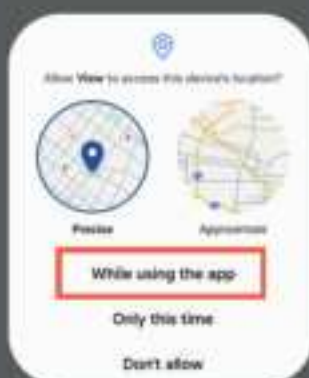 Allow View to access this device's location?
Precise
Approximate
While using the app
Only this time
Don't allow